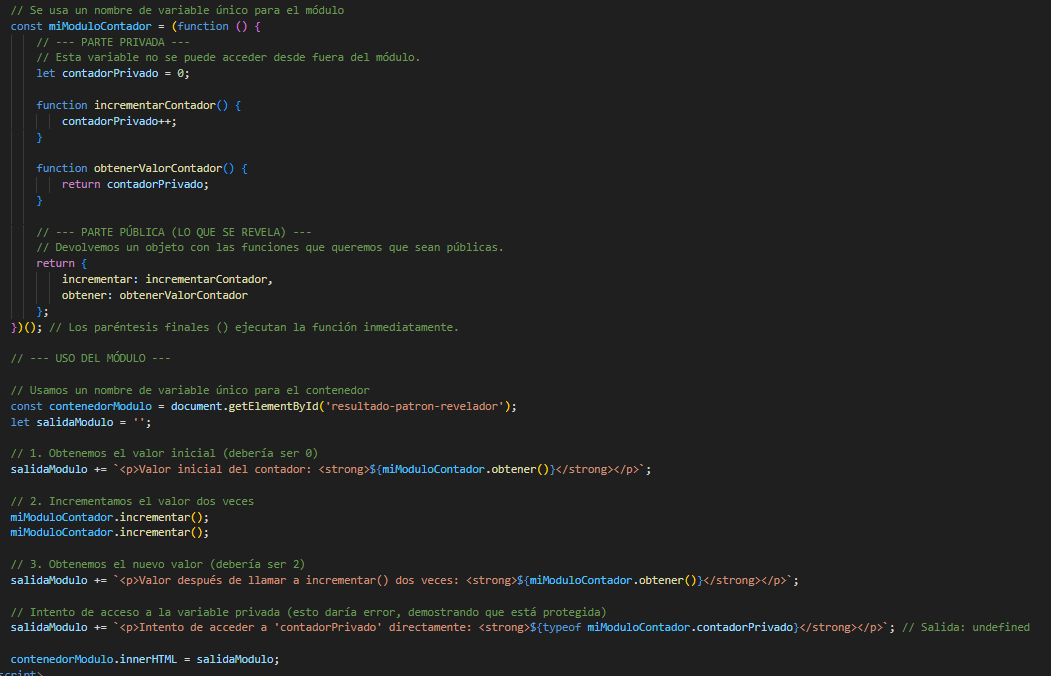 // Se usa un nombre de variable único para el módulo
const miModuloContador = (function () {
// --- PARTE PRIVADA ---
// Esta variable no se puede acceder desde fuera del módulo.
let contadorPrivado = 0;
function incrementarContador() {
contadorPrivado++;
}
function obtenerValorContador() {
return contadorPrivado;
}
// --- PARTE PÚBLICA (LO QUE SE REVELA) ---
// Devolvemos un objeto con las funciones que queremos que sean públicas.
return {
incrementar: incrementarContador,
obtener: obtenerValorContador
};
})(); // Los paréntesis finales () ejecutan la función inmediatamente.
// --- USO DEL MÓDULO ---
// Usamos un nombre de variable único para el contenedor
const contenedorModulo = document.getElementById('resultado-patron-revelador');
let salidaModulo = '';
// 1. Obtenemos el valor inicial (debería ser 0)
salidaModulo += `<p>Valor inicial del contador: <strong>${miModuloContador.obtener()}</strong></p>`;
// 2. Incrementamos el valor dos veces
miModuloContador.incrementar();
miModuloContador.incrementar();
// 3. Obtenemos el nuevo valor (debería ser 2)
salidaModulo += `<p>Valor después de llamar a incrementar() dos veces: <strong>${miModuloContador.obtener()}</strong></p>`;
// Intento de acceso a la variable privada (esto daría error, demostrando que está protegida)
salidaModulo += `<p>Intento de acceder a 'contadorPrivado' directamente: <strong>${typeof miModuloContador.contadorPrivado}</strong></p>`; // Salida: undefined
contenedorModulo.innerHTML = salidaModulo;
script>